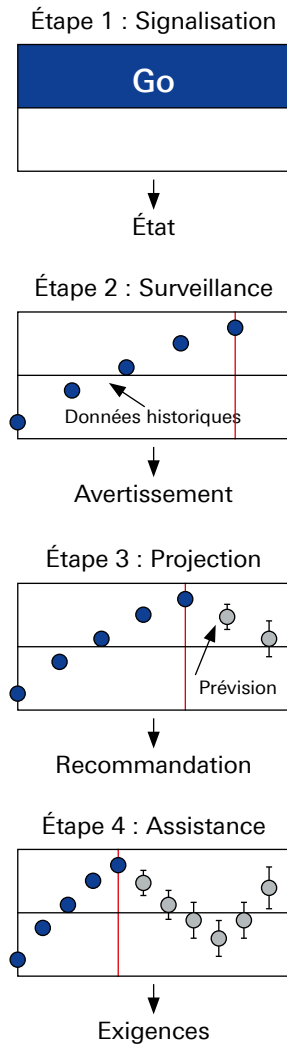 Étape 1 : Signalisation
Go
État
Étape 2 : Surveillance
Données historiques
Avertissement
Étape 3 : Projection
Prévision
Recommandation
Étape 4 : Assistance
Exigences